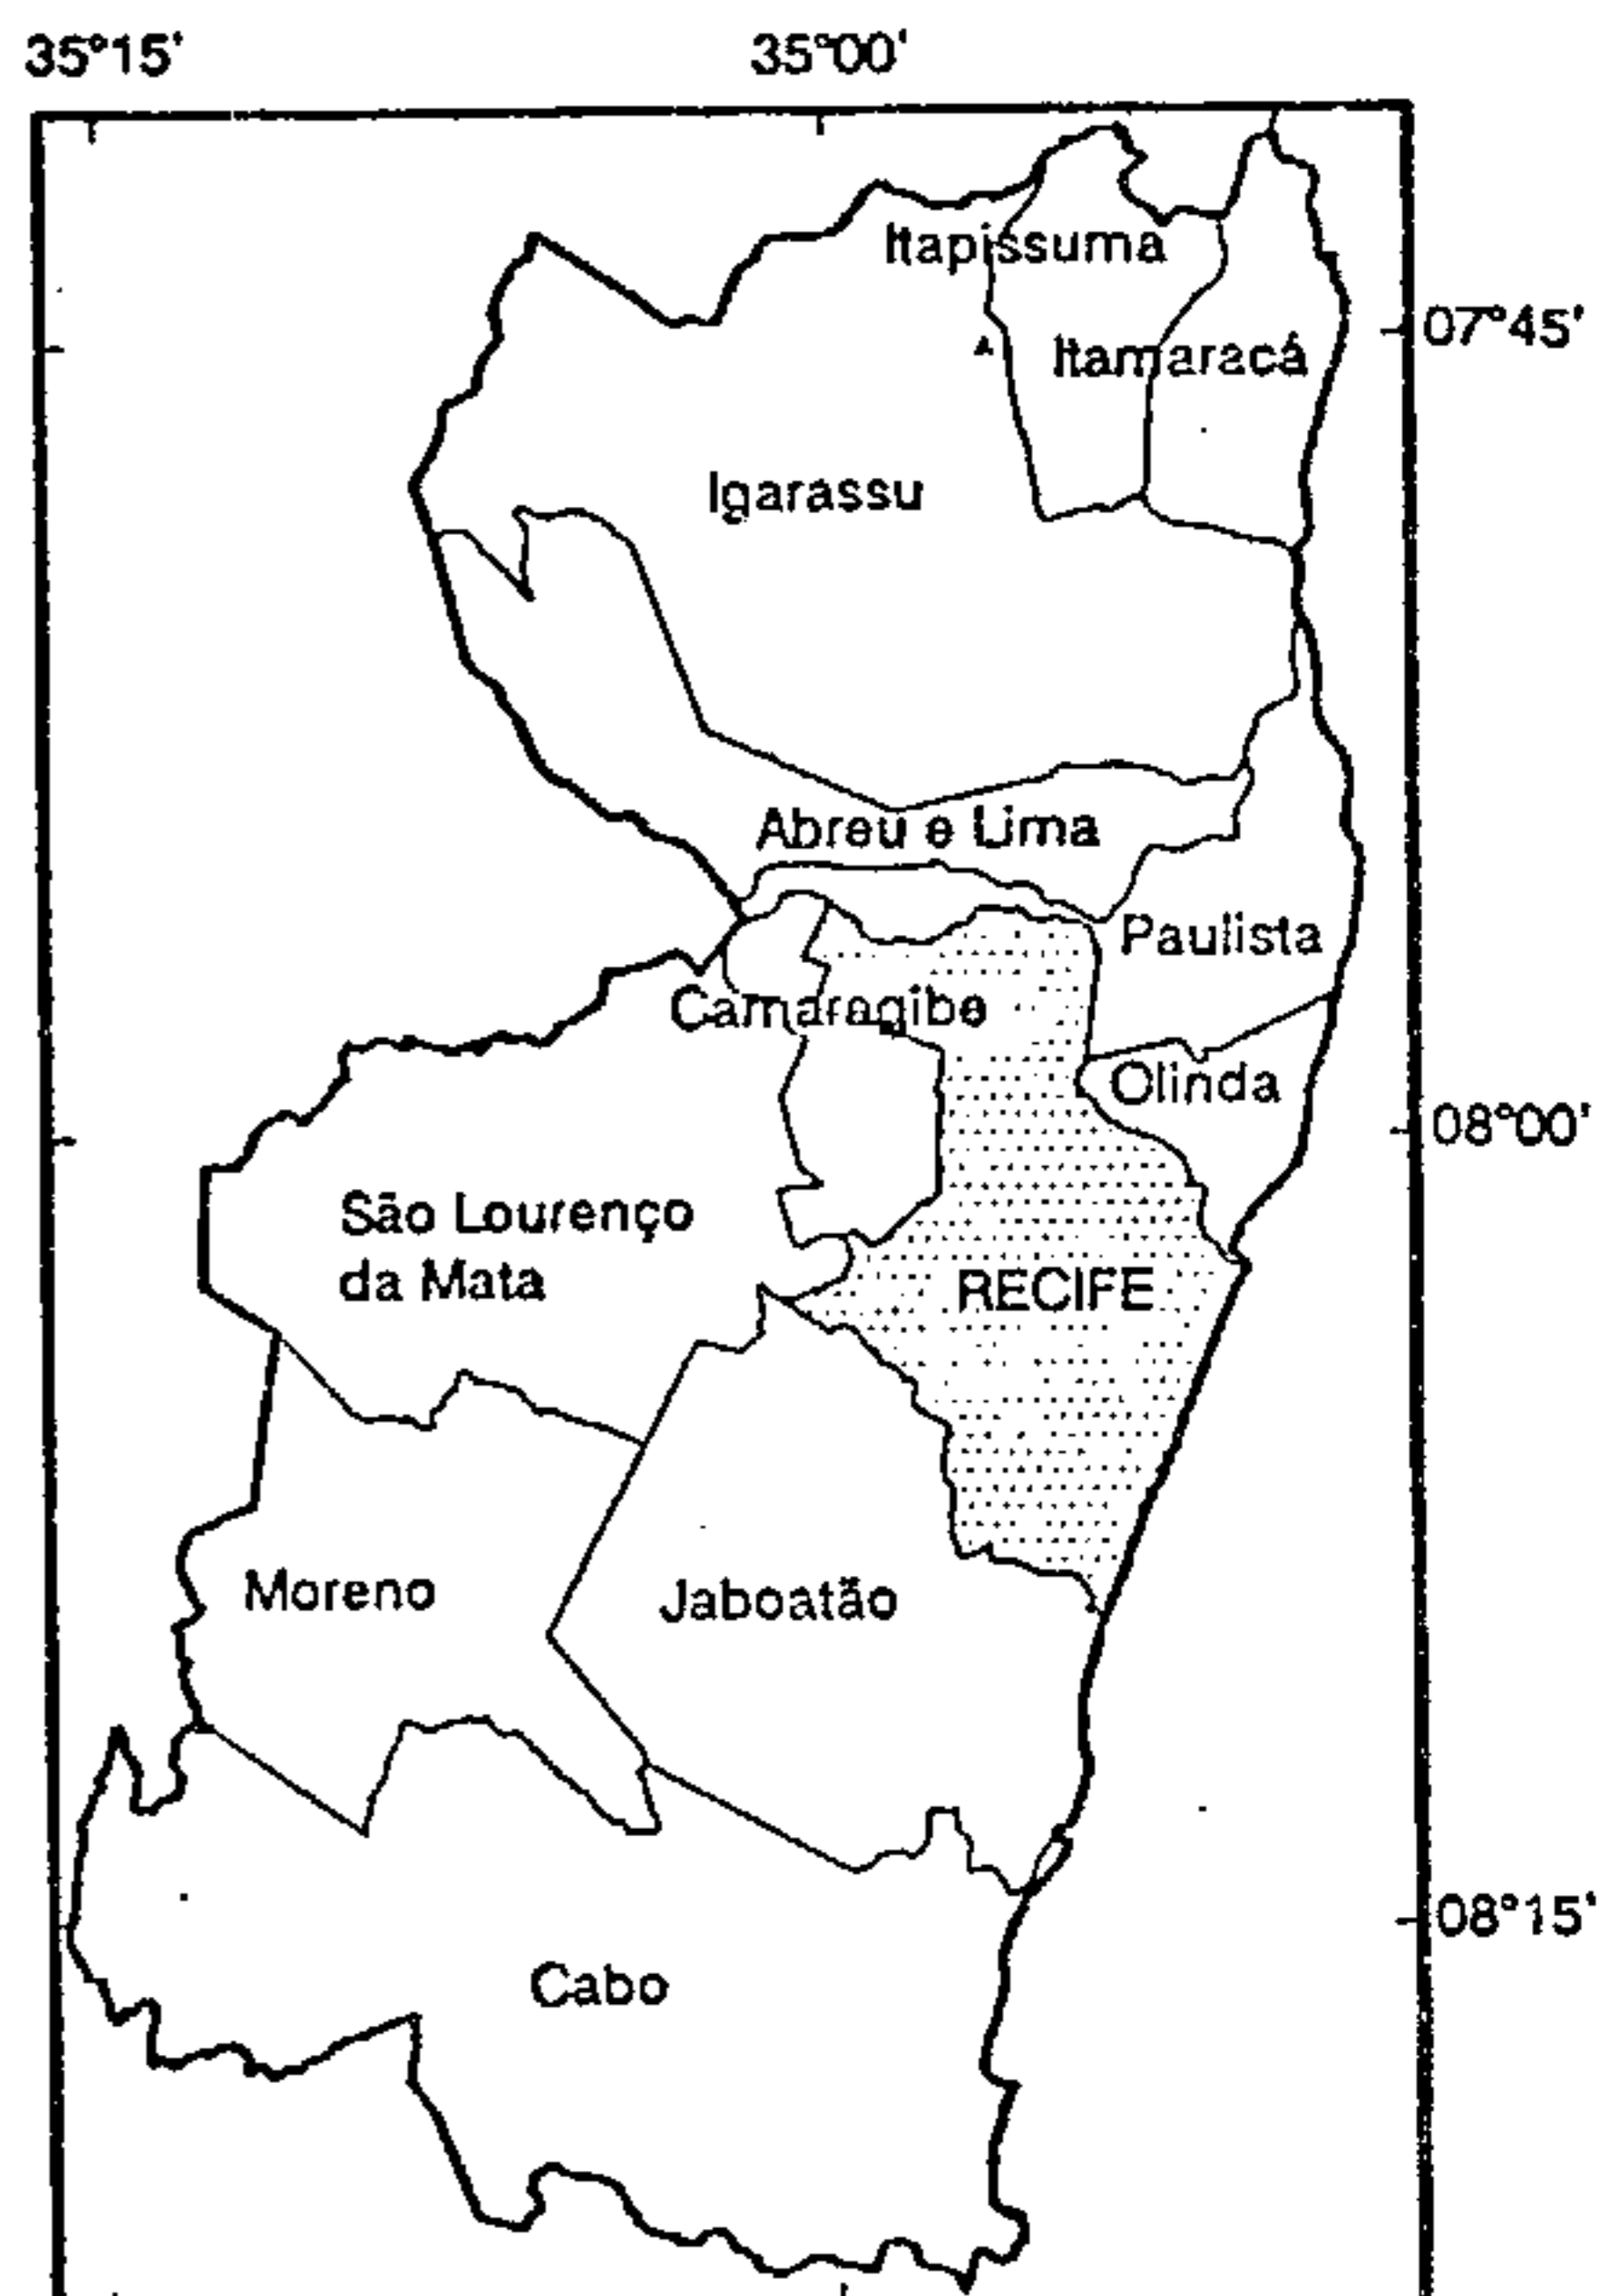 35°15'
35°00'
Itapissuma
07°45'
Itamaracá
Igarassu
Abreu e Lima
Paulista
Camaragibe
Olinda
08°00'
São Lourenço
da Mata
RECIFE
Moreno
Jaboatão
08°15'
Cabo